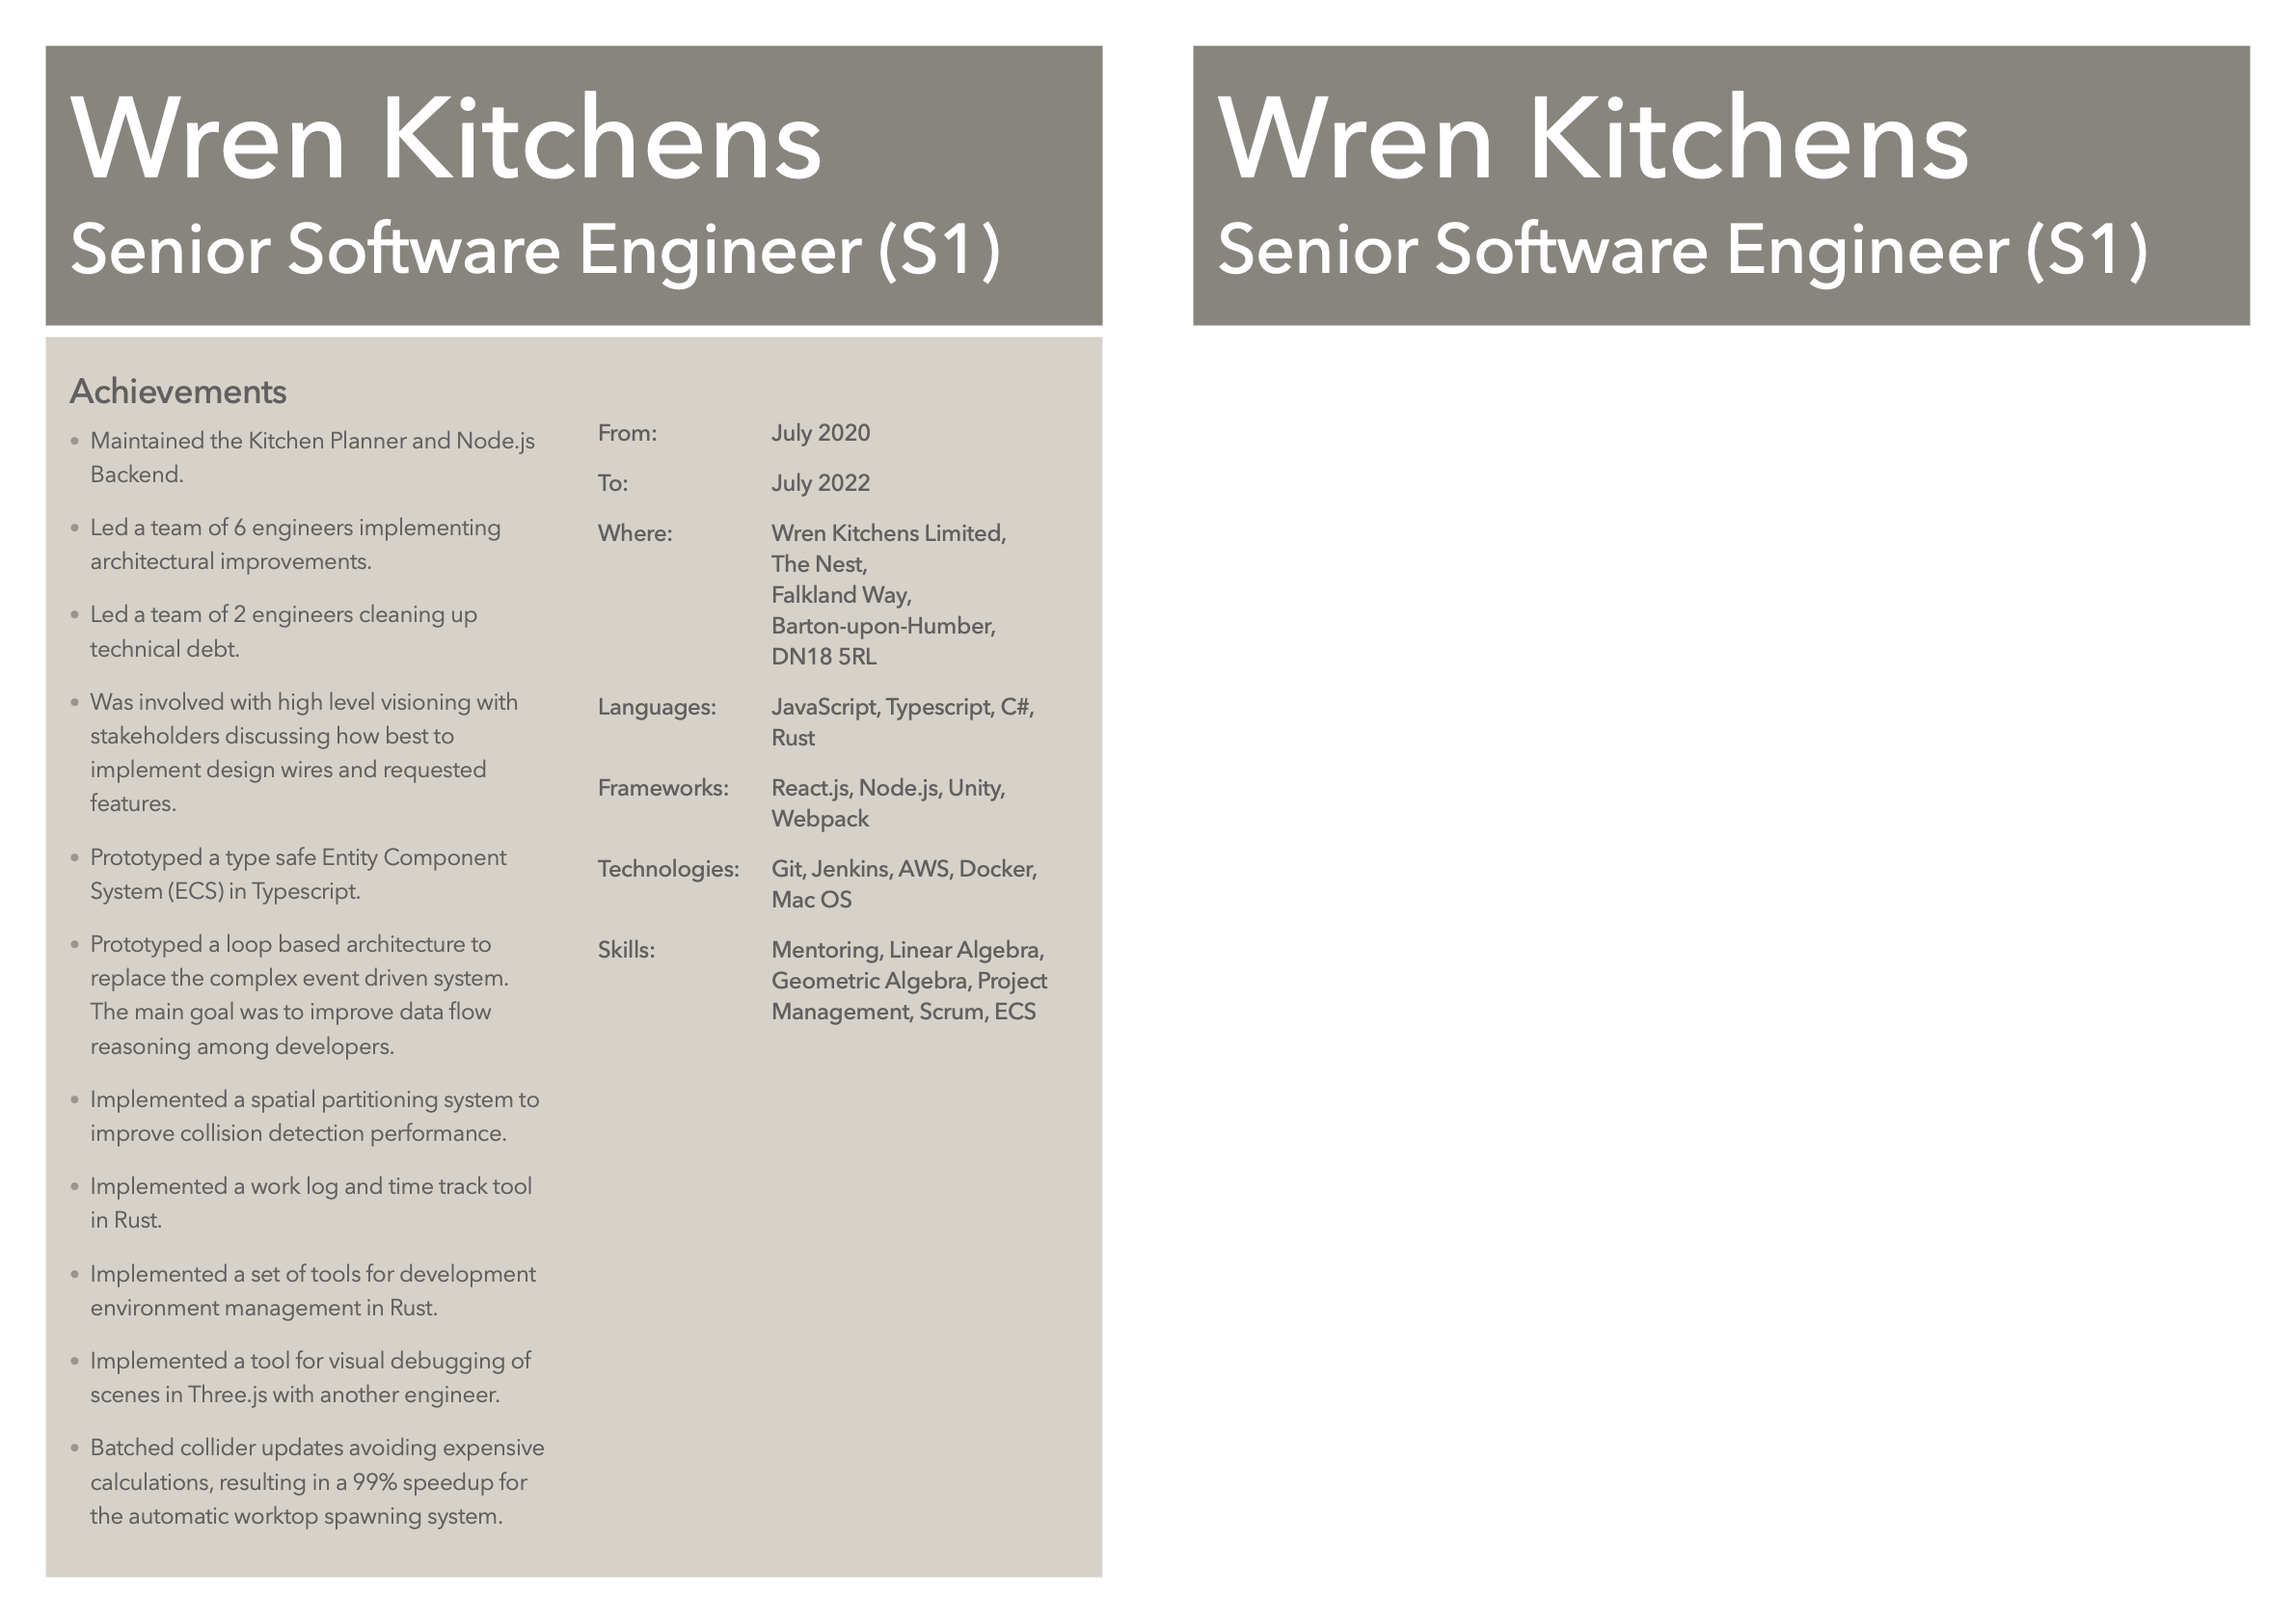 Wren Kitchens
Senior Software Engineer (S1)
Achievements
• Maintained the Kitchen Planner and Node.js
Backend.
• Led a team of 6 engineers implementing
architectural improvements.
• Led a team of 2 engineers cleaning up
technical debt.
• Was involved with high level visioning with
stakeholders discussing how best to
implement design wires and requested
features.
• Prototyped a type safe Entity Component
System (ECS) in Typescript.
• Prototyped a loop based architecture to
replace the complex event driven system.
The main goal was to improve data flow
reasoning among developers.
• Implemented a spatial partitioning system to
improve collision detection performance.
• Implemented a work log and time track tool
in Rust.
• Implemented a set of tools for development
environment management in Rust.
• Implemented a tool for visual debugging of
scenes in Three.js with another engineer.
• Batched collider updates avoiding expensive
calculations, resulting in a 99% speedup for
the automatic worktop spawning system.
From: July 2020
To: July 2022
Where: Wren Kitchens Limited,
The Nest,
Falkland Way,
Barton-upon-Humber,
DN18 5RL
Languages: JavaScript, Typescript, C#,
Rust
Frameworks: React.js, Node.js, Unity,
Webpack
Technologies: Git, Jenkins, AWS, Docker,
Mac OS
Skills: Mentoring, Linear Algebra,
Geometric Algebra, Project
Management, Scrum, ECS
Wren Kitchens
Senior Software Engineer (S1)